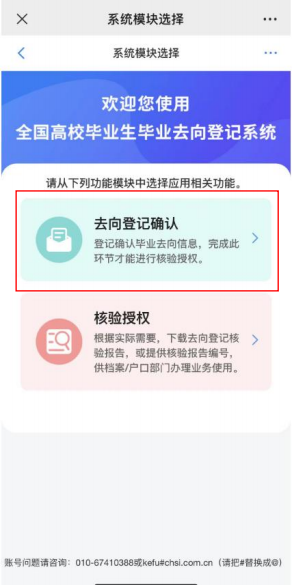 系统模块选择
系统模块选择
欢迎您使用
全国高校毕业生毕业去向登记系统
请从下列功能模块中选择应用相关功能。
去向登记确认
登记确认毕业去向信息，完成此
环节才能进行核验授权。
核验授权
根据实际需要，下载去向登记核
验报告，或提供核验报告编号，
供档案/户口部门办理业务使用。
账号问题请咨询：010-67410388或kefu#chsi.com.cn（请把#替换成@）